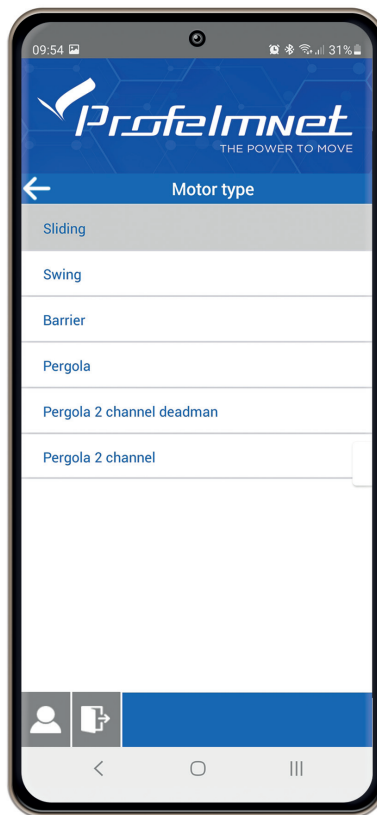 09:54 31%
Profelmnet
THE POWER TO MOVE
Motor type
Sliding
Swing
Barrier
Pergola
Pergola 2 channel deadman
Pergola 2 channel